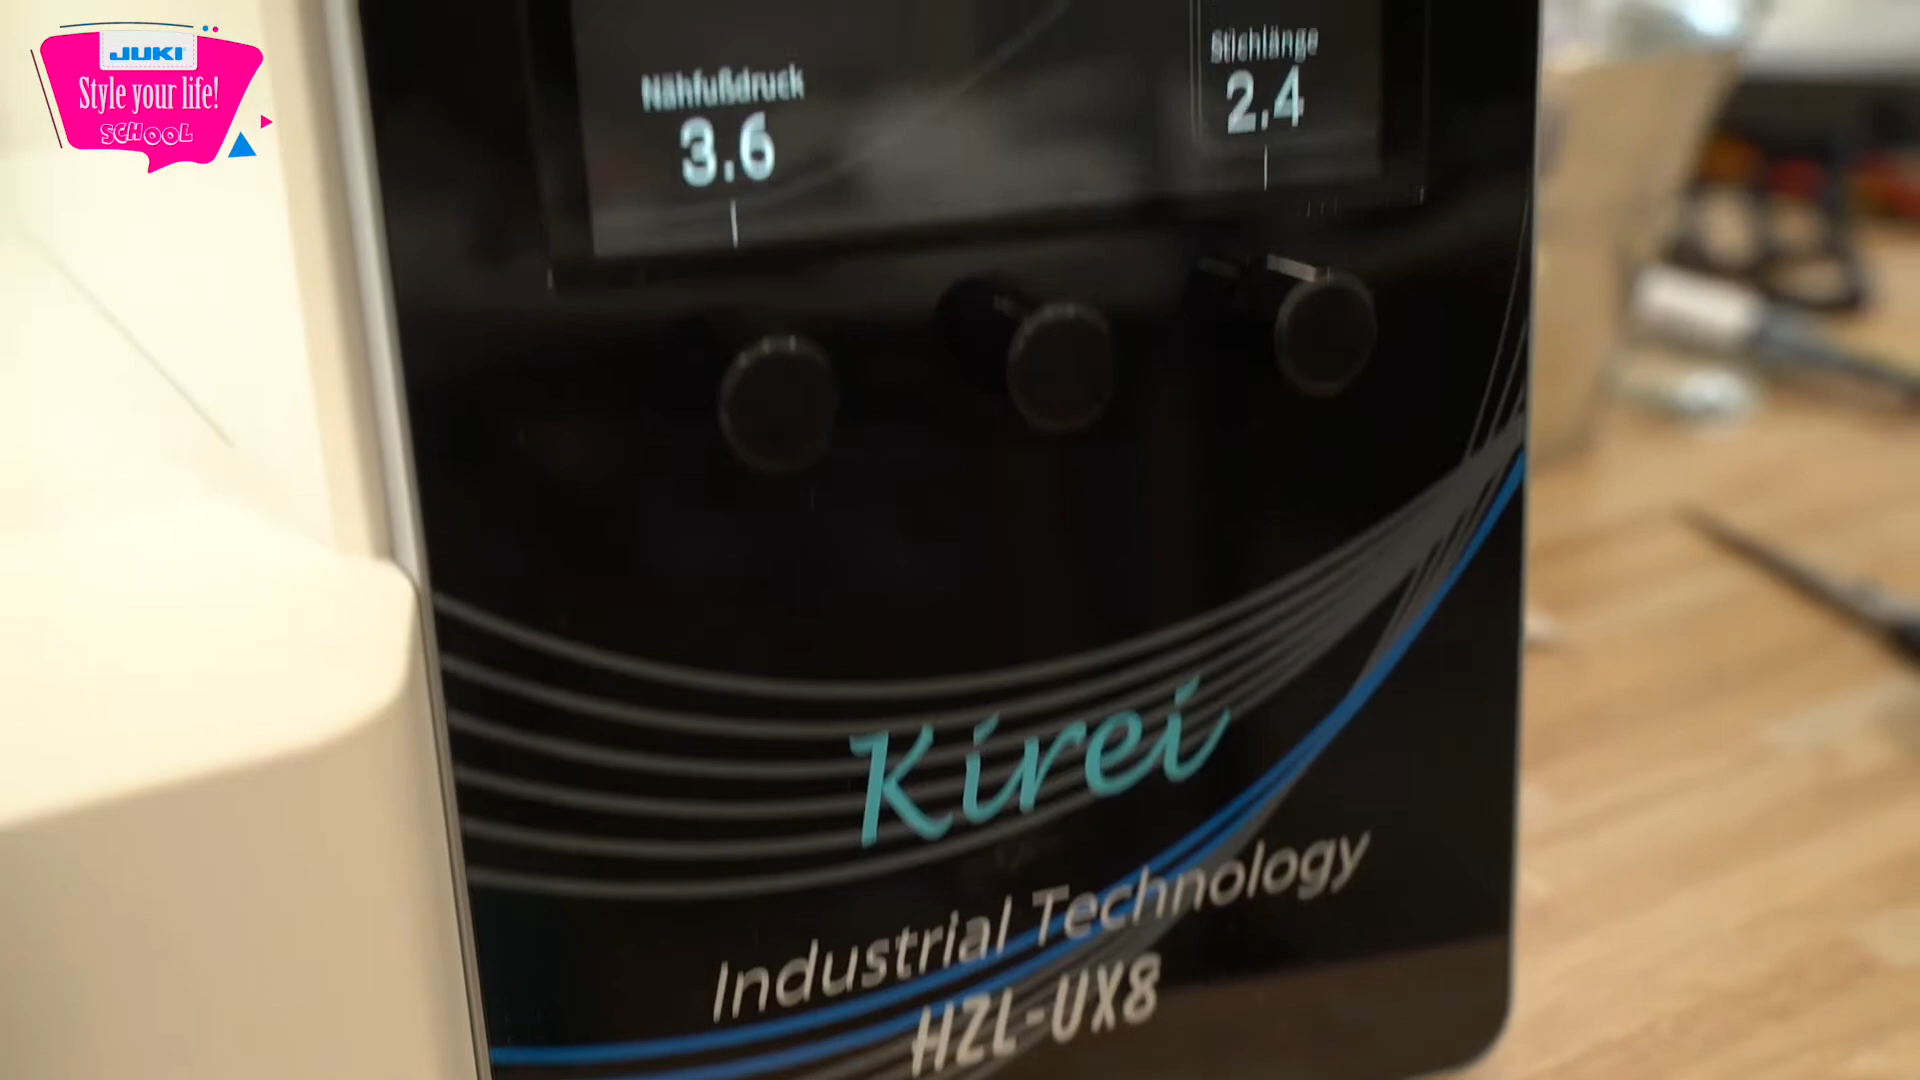 JUKI
Style your life!
SCHOOL
Nähfußdruck
3.6
Stichlänge
2.4
Kirei
Industrial Technology
HZL-UX8